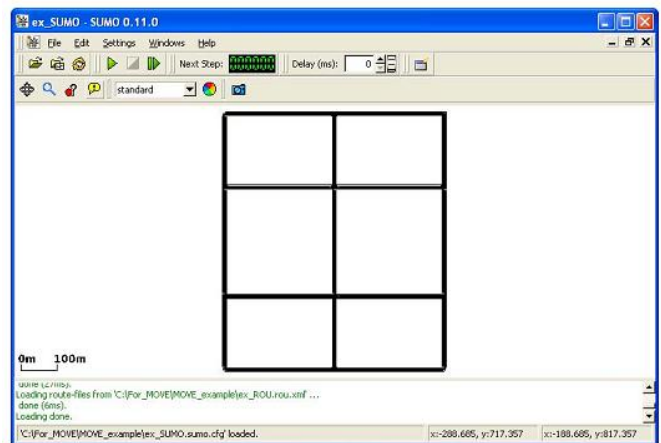 ex_SUMO - SUMO 0.11.0
File Edit Settings Windows Help
Next Step: Delay (ms): 0
standard
0m 100m
done (27ms).
Loading route-files from 'C:\For_MOVE\MOVE_example\ex_ROU.rou.xml' ...
done (6ms).
Loading done.
'C:\For_MOVE\MOVE_example\ex_SUMO.sumo.cfg' loaded. x:-288.685, y:717.357 x:-188.685, y:817.357